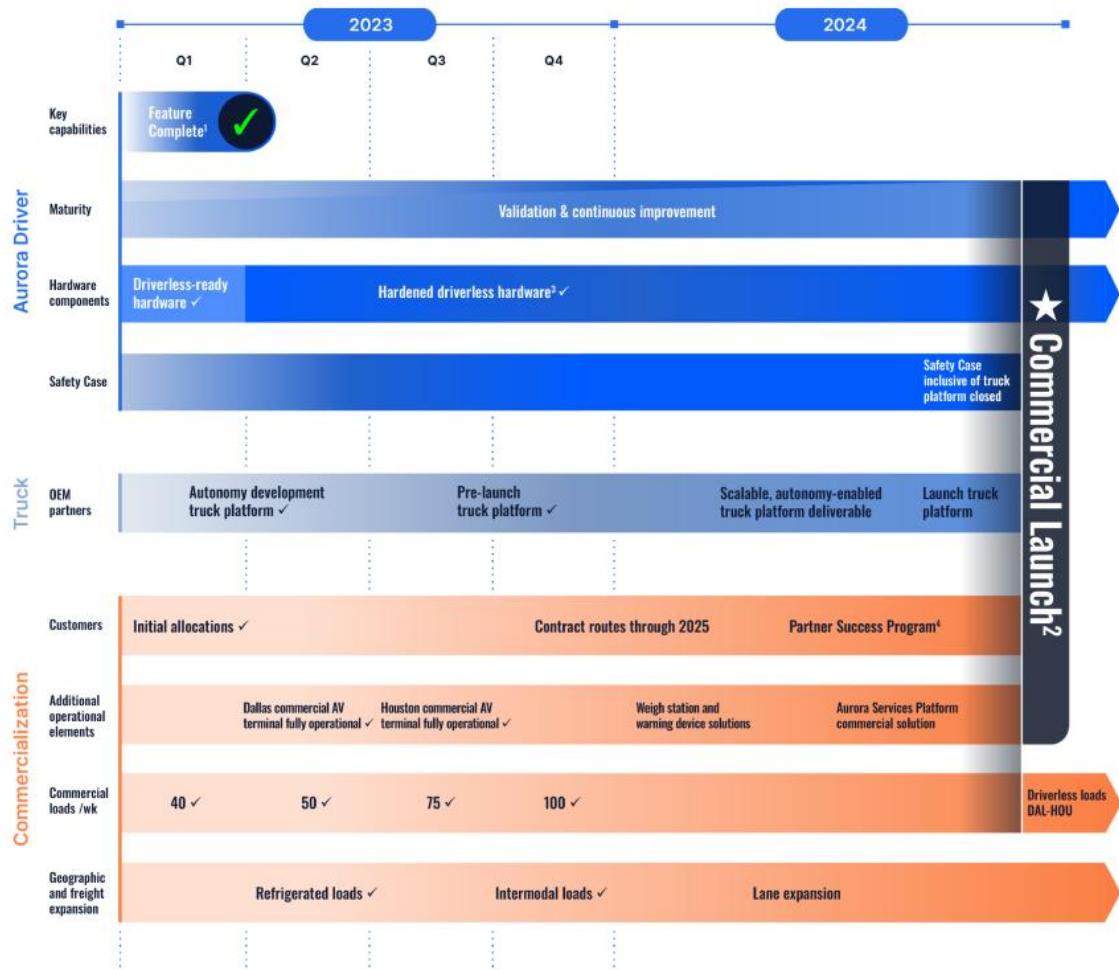 2023
2024
Q1
Q2
Q3
Q4
Aurora Driver
Key
capabilities
Feature
Complete¹ ✓
Maturity
Validation & continuous improvement
Hardware
components
Driverless-ready
hardware ✓
Hardened driverless hardware³ ✓
Safety Case
Safety Case
inclusive of truck
platform closed
Truck
OEM
partners
Autonomy development
truck platform ✓
Pre-launch
truck platform ✓
Scalable, autonomy-enabled
truck platform deliverable
Launch truck
platform
★ Commercial Launch²
Commercialization
Customers
Initial allocations ✓
Contract routes through 2025
Partner Success Program⁴
Additional
operational
elements
Dallas commercial AV
terminal fully operational ✓
Houston commercial AV
terminal fully operational ✓
Weigh station and
warning device solutions
Aurora Services Platform
commercial solution
Commercial
loads /wk
40 ✓
50 ✓
75 ✓
100 ✓
Driverless loads
DAL-HOU
Geographic
and freight
expansion
Refrigerated loads ✓
Intermodal loads ✓
Lane expansion